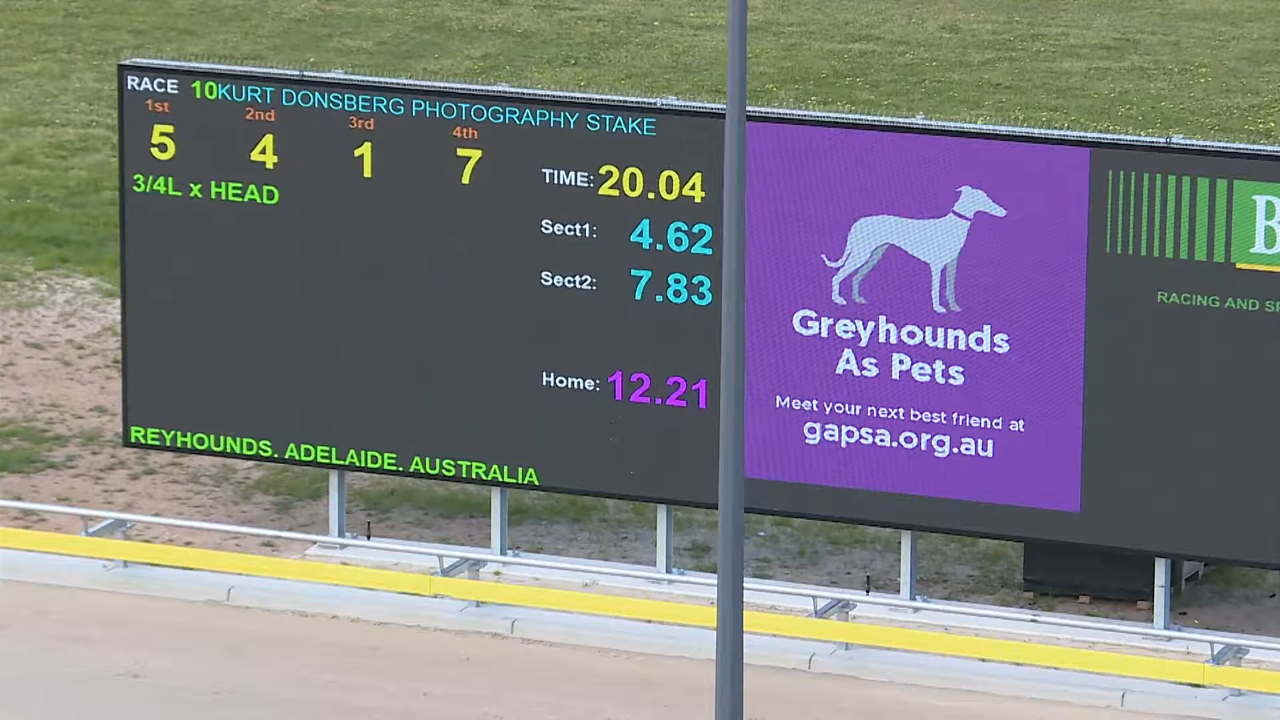 RACE 10KURT DONSBERG PHOTOGRAPHY STAKE
1st 2nd 3rd 4th
5 4 1 7
3/4L x HEAD
TIME: 20.04
Sect1: 4.62
Sect2: 7.83
Home: 12.21
REYHOUNDS. ADELAIDE. AUSTRALIA
Greyhounds
As Pets
Meet your next best friend at
gapsa.org.au
B
RACING AND